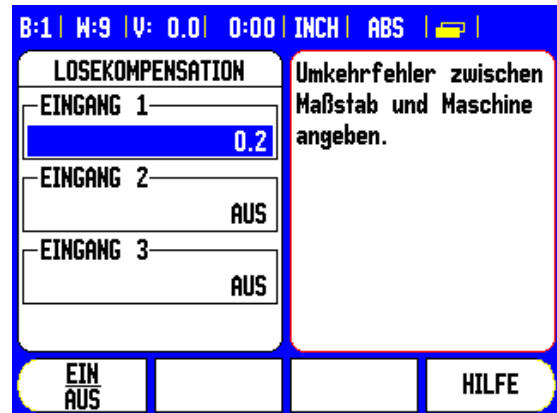 B:1 | W:9 | V: 0.0 | 0:00 | INCH | ABS
LOSEKOMPENSATION
EINGANG 1
0.2
EINGANG 2
AUS
EINGANG 3
AUS
Umkehrfehler zwischen
Maßstab und Maschine
angeben.
EIN
AUS
HILFE